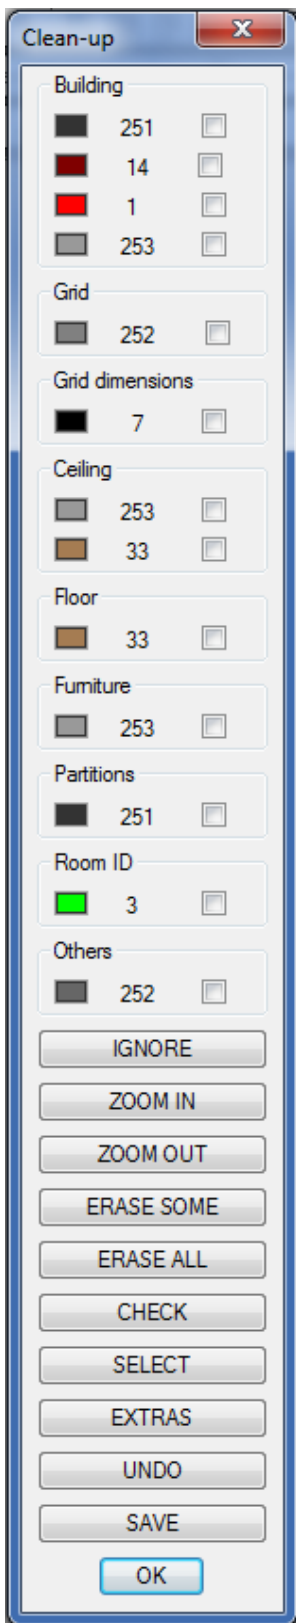 Clean-up
Building
251
14
1
253
Grid
252
Grid dimensions
7
Ceiling
253
33
Floor
33
Furniture
253
Partitions
251
Room ID
3
Others
252
IGNORE
ZOOM IN
ZOOM OUT
ERASE SOME
ERASE ALL
CHECK
SELECT
EXTRAS
UNDO
SAVE
OK